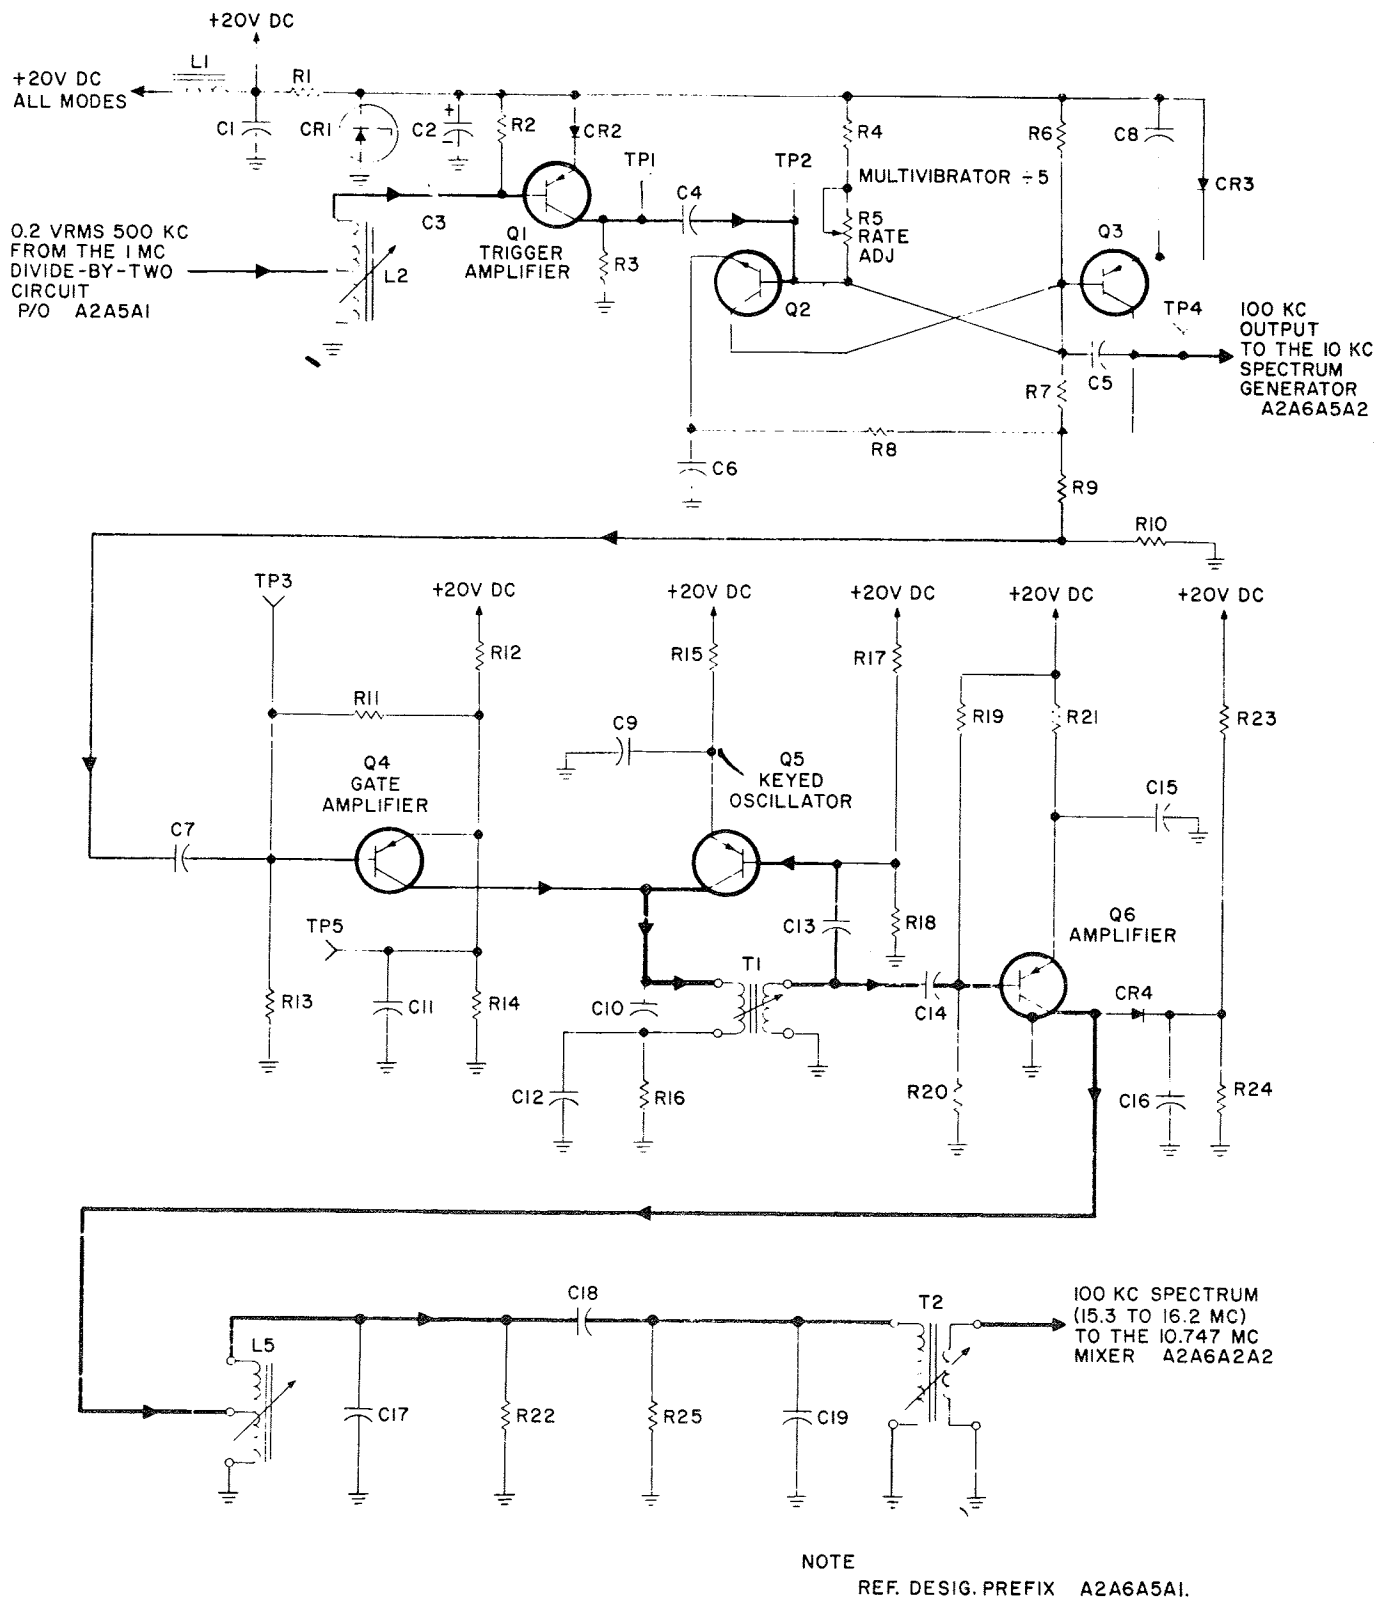 +20V DC
L1
+20V DC
ALL MODES
R1
C1
CR1
+
C2
-
R2
CR2
TP1
TP2
R4
R6
C8
MULTIVIBRATOR ÷5
CR3
C3
C4
R5
RATE
ADJ
Q3
0.2 VRMS 500 KC
FROM THE 1 MC
DIVIDE-BY-TWO
CIRCUIT
P/O A2A5A1
L2
Q1
TRIGGER
AMPLIFIER
R3
Q2
TP4
100 KC
OUTPUT
TO THE 10 KC
SPECTRUM
GENERATOR
A2A6A5A2
C5
R7
R8
C6
R9
R10
TP3
+20V DC
+20V DC
+20V DC
+20V DC
+20V DC
R12
R15
R17
R11
R19
R21
R23
C9
Q4
GATE
AMPLIFIER
Q5
KEYED
OSCILLATOR
C15
C7
TP5
C13
R18
Q6
AMPLIFIER
T1
R13
C11
R14
C10
C14
CR4
C12
R16
R20
C16
R24
C18
T2
100 KC SPECTRUM
(15.3 TO 16.2 MC)
TO THE 10.747 MC
MIXER A2A6A2A2
L5
C17
R22
R25
C19
NOTE
REF. DESIG. PREFIX A2A6A5A1.